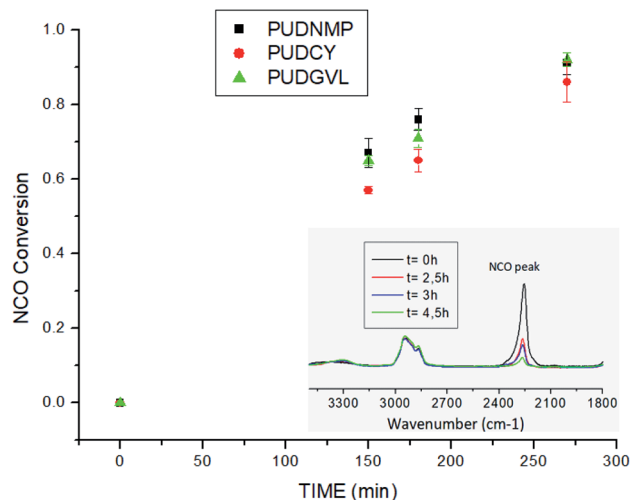 1.0
0.8
0.6
0.4
0.2
0.0
NCO Conversion
PUDNMP
PUDCY
PUDGVL
t= 0h
t= 2,5h
t= 3h
t= 4,5h
NCO peak
3300 3000 2700 2400 2100 1800
Wavenumber (cm-1)
0 50 100 150 200 250 300
TIME (min)